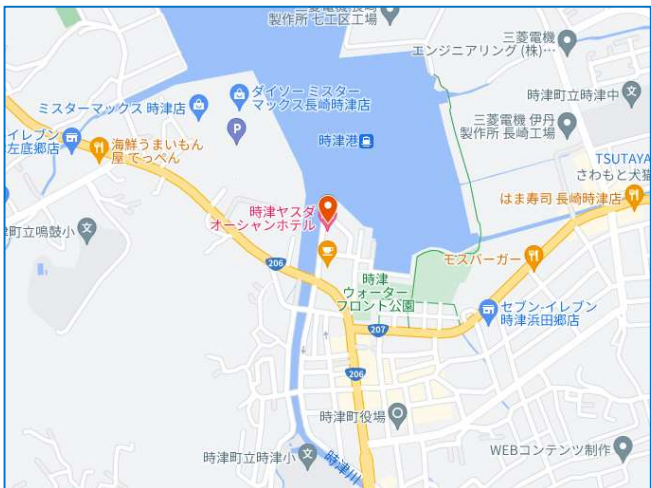 三菱電機 長崎
製作所 七工区工場
三菱電機
エンジニアリング (株)…
ダイソー ミスター
マックス長崎時津店
ミスターマックス 時津店
時津町立時津中
三菱電機 伊丹
製作所 長崎工場
時津港
P
イレブン
左底郷店
海鮮うまいもん
屋 てっぺん
TSUTAYA
さわもと犬猫
はま寿司 長崎時津店
時津ヤスダ
オーシャンホテル
町立鳴鼓小
文
文
モスバーガー
206
時津
ウォーター
フロント公園
セブン-イレブン
時津浜田郷店
207
206
時津町役場
WEBコンテンツ制作
時津町立時津小
文
時津川